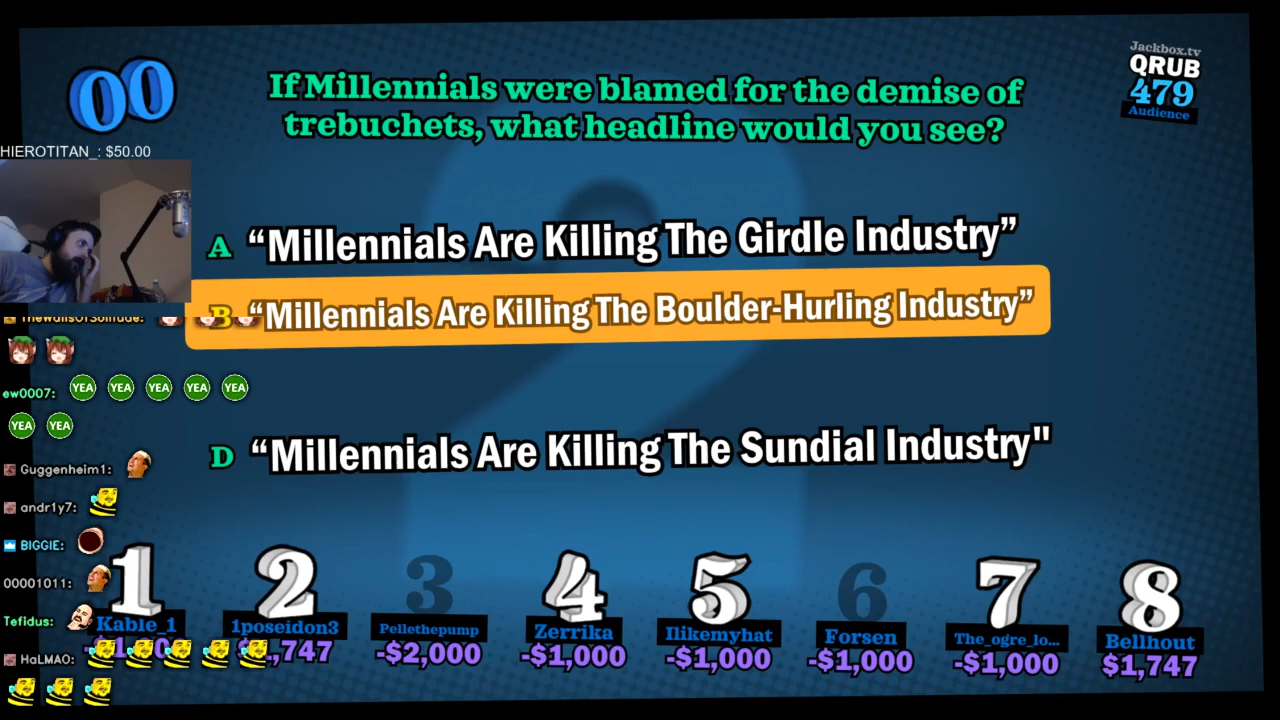 00
Jackbox.tv
QRUB
479
Audience
If Millennials were blamed for the demise of
trebuchets, what headline would you see?
HIEROTITAN_: $50.00
A "Millennials Are Killing The Girdle Industry"
B "Millennials Are Killing The Boulder-Hurling Industry"
D "Millennials Are Killing The Sundial Industry"
TheWallsOfSolitude:
ew0007: YEA YEA YEA YEA YEA
YEA YEA
Guggenheim1:
andr1y7:
BIGGIE:
00001011:
Tefidus:
HaLMAO:
1 2 3 4 5 6 7 8
Kable_1 1poseidon3 Pellethepump Zerrika Ilikemyhat Forsen The_ogre_lo... Bellhout
-$2,000 -$1,000 -$1,000 -$1,000 -$1,000 $1,747